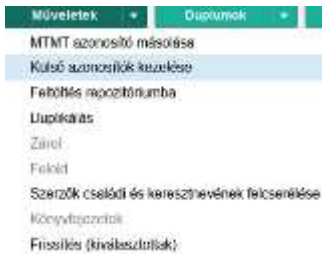 Műveletek Duplumok
MTMT azonosító másolása
Külső azonosítók kezelése
Feltöltés repozitóriumba
Duplikálás
Zárol
Felold
Szerzők családi és keresztnevének felcserélése
Könyvfejezetek
Frissítés (kiválasztottak)